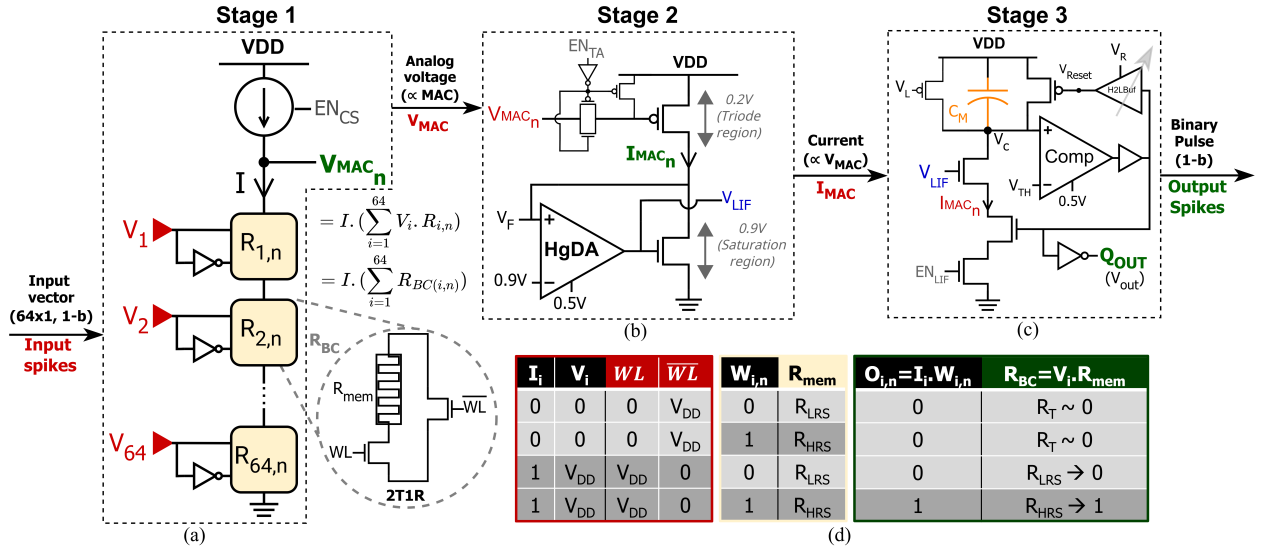 Stage 1
Stage 2
Stage 3
VDD
EN_CS
V_MAC_n
I
V_1
R_1,n
V_2
R_2,n
V_64
R_64,n
= I.(∑_{i=1}^{64} V_i.R_{i,n})
= I.(∑_{i=1}^{64} R_{BC(i,n)})
Input
vector
(64x1, 1-b)
Input
spikes
R_BC
R_mem
WL
\overline{WL}
2T1R
(a)
Analog
voltage
(∝ MAC)
V_MAC
EN_TA
VDD
V_MAC_n
0.2V
(Triode
region)
I_MAC_n
V_F
V_LIF
HgDA
0.9V
0.5V
0.9V
(Saturation
region)
(b)
Current
(∝ V_MAC)
I_MAC
VDD
V_L
C_M
V_Reset
V_R
H2LBuf
V_C
Comp
V_TH
0.5V
V_LIF
I_MAC_n
EN_LIF
Q_OUT
(V_out)
(c)
Binary
Pulse
(1-b)
Output
Spikes
I_i V_i WL \overline{WL} W_i,n R_mem O_i,n=I_i.W_i,n R_BC=V_i.R_mem
0 0 0 V_DD 0 R_LRS 0 R_T ~ 0
0 0 0 V_DD 1 R_HRS 0 R_T ~ 0
1 V_DD V_DD 0 0 R_LRS 0 R_LRS → 0
1 V_DD V_DD 0 1 R_HRS 1 R_HRS → 1
(d)